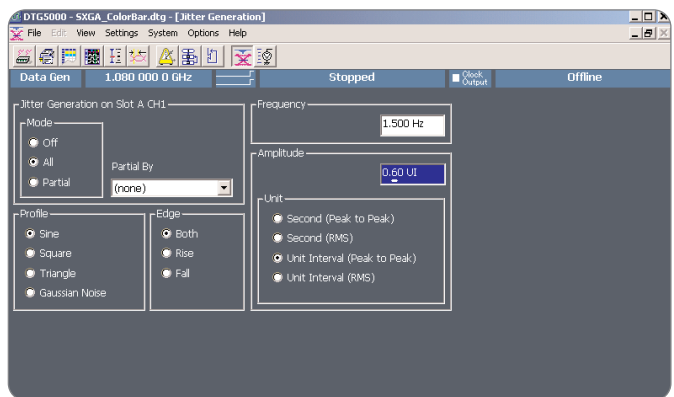 DTG5000 - SXGA_ColorBar.dtg - [Jitter Generation]
File Edit View Settings System Options Help
Data Gen 1.080 000 0 GHz Stopped Clock Output Offline
Jitter Generation on Slot A CH1
Mode
Off
All
Partial
Partial By
(none)
Profile
Sine
Square
Triangle
Gaussian Noise
Edge
Both
Rise
Fall
Frequency
1.500 Hz
Amplitude
0.60 UI
Unit
Second (Peak to Peak)
Second (RMS)
Unit Interval (Peak to Peak)
Unit Interval (RMS)